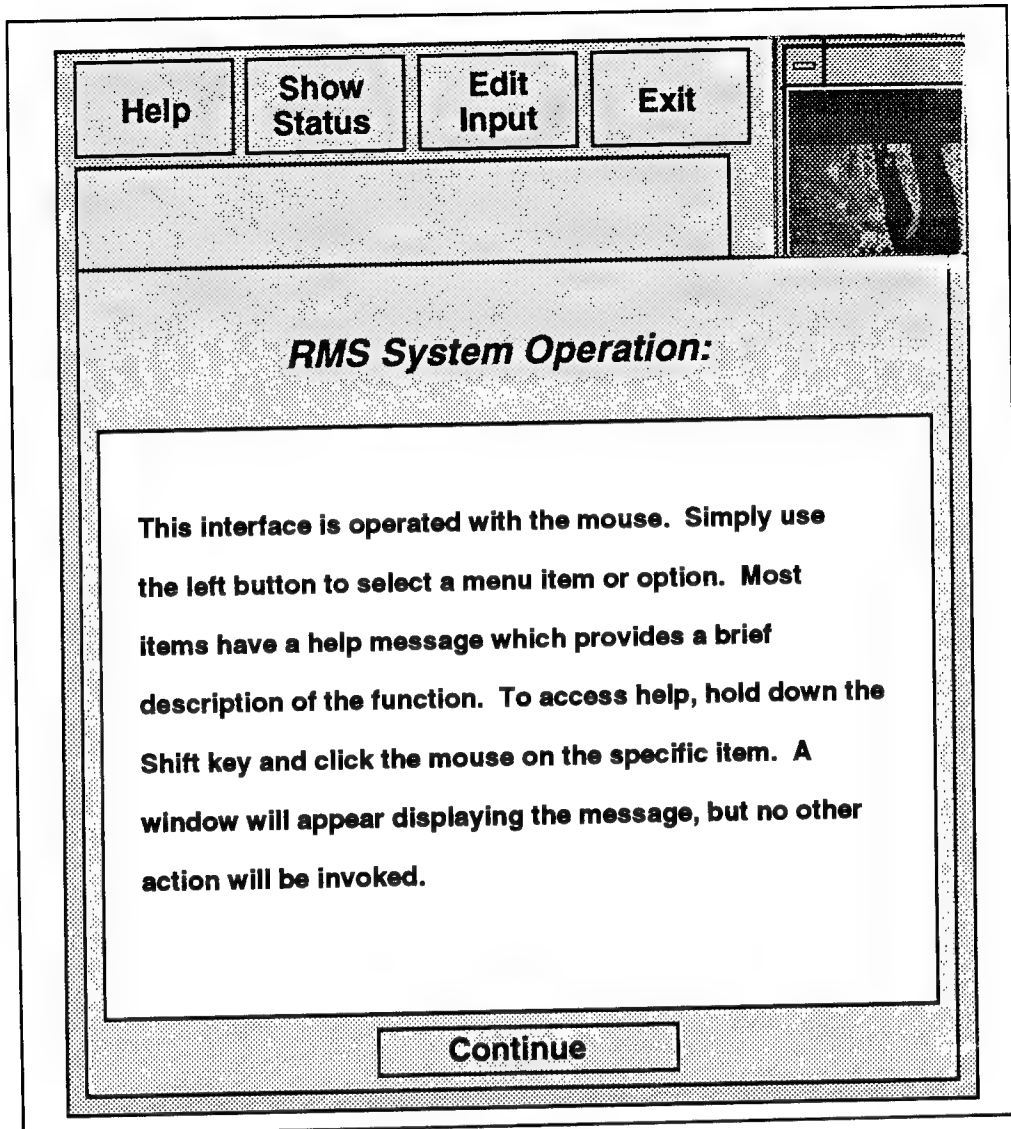 Help
Show
Status
Edit
Input
Exit
RMS System Operation:
This interface is operated with the mouse.  Simply use
the left button to select a menu item or option.  Most
items have a help message which provides a brief
description of the function.  To access help, hold down the
Shift key and click the mouse on the specific item.  A
window will appear displaying the message, but no other
action will be invoked.
Continue